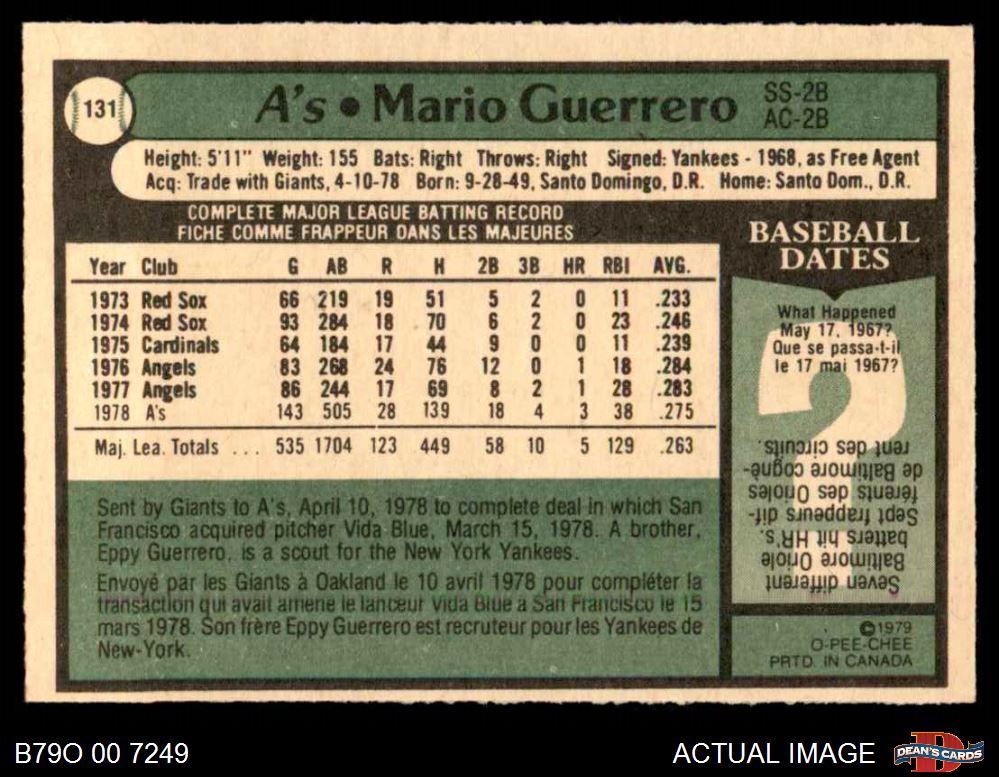 131
A's • Mario Guerrero
SS-2B
AC-2B
Height: 5'11" Weight: 155 Bats: Right Throws: Right Signed: Yankees - 1968, as Free Agent
Acq: Trade with Giants, 4-10-78 Born: 9-28-49, Santo Domingo, D.R. Home: Santo Dom., D.R.
COMPLETE MAJOR LEAGUE BATTING RECORD
FICHE COMME FRAPPEUR DANS LES MAJEURES
Year Club G AB R H 2B 3B HR RBI AVG.
1973 Red Sox 66 219 19 51 5 2 0 11 .233
1974 Red Sox 93 284 18 70 6 2 0 23 .246
1975 Cardinals 64 184 17 44 9 0 0 11 .239
1976 Angels 83 268 24 76 12 0 1 18 .284
1977 Angels 86 244 17 69 8 2 1 28 .283
1978 A's 143 505 28 139 18 4 3 38 .275
Maj. Lea. Totals ... 535 1704 123 449 58 10 5 129 .263
Sent by Giants to A's, April 10, 1978 to complete deal in which San
Francisco acquired pitcher Vida Blue, March 15, 1978. A brother,
Eppy Guerrero, is a scout for the New York Yankees.
Envoyé par les Giants à Oakland le 10 avril 1978 pour compléter la
transaction qui avait amené le lanceur Vida Blue à San Francisco le 15
mars 1978. Son frère Eppy Guerrero est recruteur pour les Yankees de
New-York.
BASEBALL
DATES
What Happened
May 17, 1967?
Que se passa-t-il
le 17 mai 1967?
Seven different
Baltimore Oriole
batters hit HR's.
Sept frappeurs dif-
férents des Orioles
de Baltimore cognè-
rent des circuits.
©1979
O-PEE-CHEE
PRTD. IN CANADA
B79O 00 7249
ACTUAL IMAGE
DEAN'S CARDS